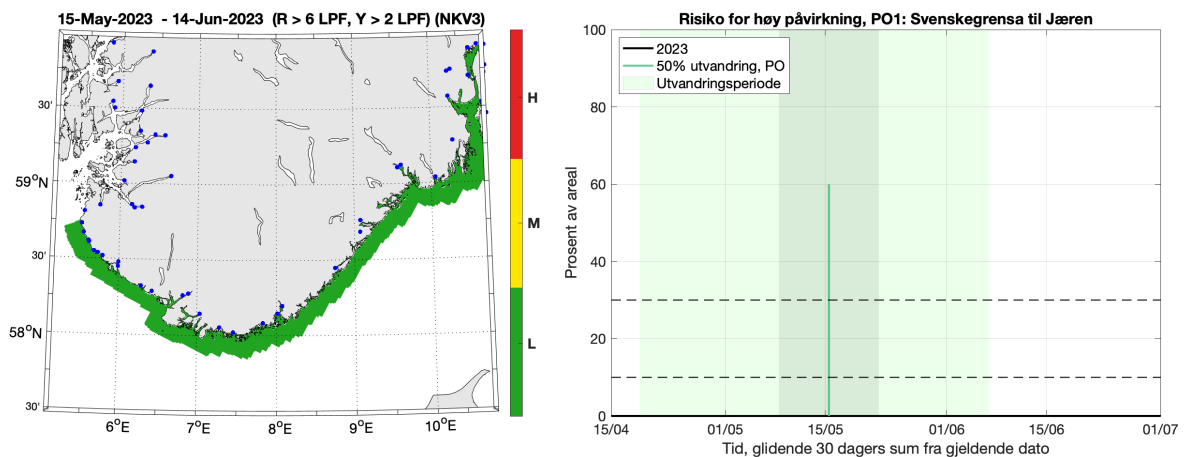 15-May-2023 - 14-Jun-2023 (R > 6 LPF, Y > 2 LPF) (NKV3)
30'
59°N
30'
58°N
30'
6°E
7°E
8°E
9°E
10°E
H
M
L
Risiko for høy påvirkning, PO1: Svenskegrensa til Jæren
2023
50% utvandring, PO
Utvandringsperiode
Prosent av areal
100
80
60
40
20
0
15/04
01/05
15/05
01/06
15/06
01/07
Tid, glidende 30 dagers sum fra gjeldende dato